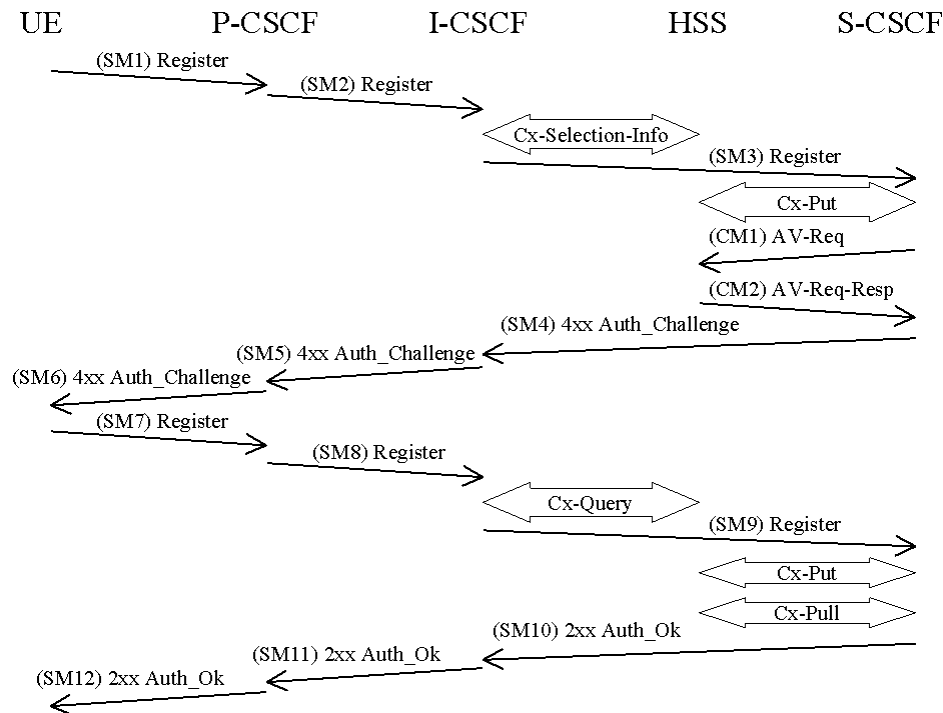 UE P-CSCF I-CSCF HSS S-CSCF
(SM1) Register
(SM2) Register
Cx-Selection-Info
(SM3) Register
Cx-Put
(CM1) AV-Req
(CM2) AV-Req-Resp
(SM4) 4xx Auth_Challenge
(SM5) 4xx Auth_Challenge
(SM6) 4xx Auth_Challenge
(SM7) Register
(SM8) Register
Cx-Query
(SM9) Register
Cx-Put
Cx-Pull
(SM10) 2xx Auth_Ok
(SM11) 2xx Auth_Ok
(SM12) 2xx Auth_Ok